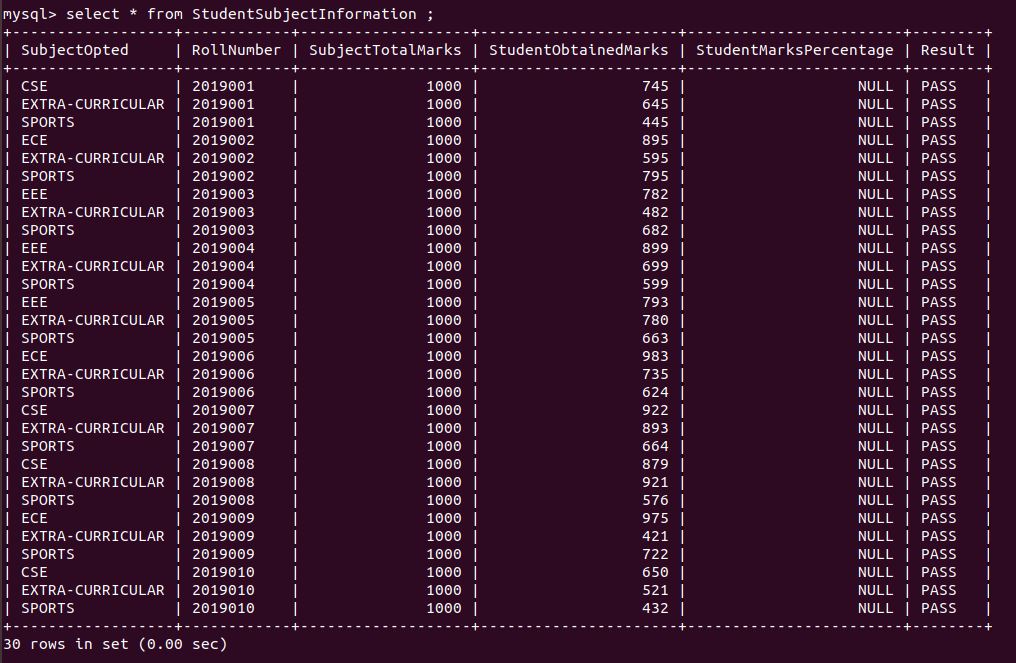 mysql> select * from StudentSubjectInformation ;
+------------------+------------+-------------------+----------------------+------------------------+--------+
| SubjectOpted     | RollNumber | SubjectTotalMarks | StudentObtainedMarks | StudentMarksPercentage | Result |
+------------------+------------+-------------------+----------------------+------------------------+--------+
| CSE              | 2019001    |              1000 |                  745 |                   NULL | PASS   |
| EXTRA-CURRICULAR | 2019001    |              1000 |                  645 |                   NULL | PASS   |
| SPORTS           | 2019001    |              1000 |                  445 |                   NULL | PASS   |
| ECE              | 2019002    |              1000 |                  895 |                   NULL | PASS   |
| EXTRA-CURRICULAR | 2019002    |              1000 |                  595 |                   NULL | PASS   |
| SPORTS           | 2019002    |              1000 |                  795 |                   NULL | PASS   |
| EEE              | 2019003    |              1000 |                  782 |                   NULL | PASS   |
| EXTRA-CURRICULAR | 2019003    |              1000 |                  482 |                   NULL | PASS   |
| SPORTS           | 2019003    |              1000 |                  682 |                   NULL | PASS   |
| EEE              | 2019004    |              1000 |                  899 |                   NULL | PASS   |
| EXTRA-CURRICULAR | 2019004    |              1000 |                  699 |                   NULL | PASS   |
| SPORTS           | 2019004    |              1000 |                  599 |                   NULL | PASS   |
| EEE              | 2019005    |              1000 |                  793 |                   NULL | PASS   |
| EXTRA-CURRICULAR | 2019005    |              1000 |                  780 |                   NULL | PASS   |
| SPORTS           | 2019005    |              1000 |                  663 |                   NULL | PASS   |
| ECE              | 2019006    |              1000 |                  983 |                   NULL | PASS   |
| EXTRA-CURRICULAR | 2019006    |              1000 |                  735 |                   NULL | PASS   |
| SPORTS           | 2019006    |              1000 |                  624 |                   NULL | PASS   |
| CSE              | 2019007    |              1000 |                  922 |                   NULL | PASS   |
| EXTRA-CURRICULAR | 2019007    |              1000 |                  893 |                   NULL | PASS   |
| SPORTS           | 2019007    |              1000 |                  664 |                   NULL | PASS   |
| CSE              | 2019008    |              1000 |                  879 |                   NULL | PASS   |
| EXTRA-CURRICULAR | 2019008    |              1000 |                  921 |                   NULL | PASS   |
| SPORTS           | 2019008    |              1000 |                  576 |                   NULL | PASS   |
| ECE              | 2019009    |              1000 |                  975 |                   NULL | PASS   |
| EXTRA-CURRICULAR | 2019009    |              1000 |                  421 |                   NULL | PASS   |
| SPORTS           | 2019009    |              1000 |                  722 |                   NULL | PASS   |
| CSE              | 2019010    |              1000 |                  650 |                   NULL | PASS   |
| EXTRA-CURRICULAR | 2019010    |              1000 |                  521 |                   NULL | PASS   |
| SPORTS           | 2019010    |              1000 |                  432 |                   NULL | PASS   |
+------------------+------------+-------------------+----------------------+------------------------+--------+
30 rows in set (0.00 sec)